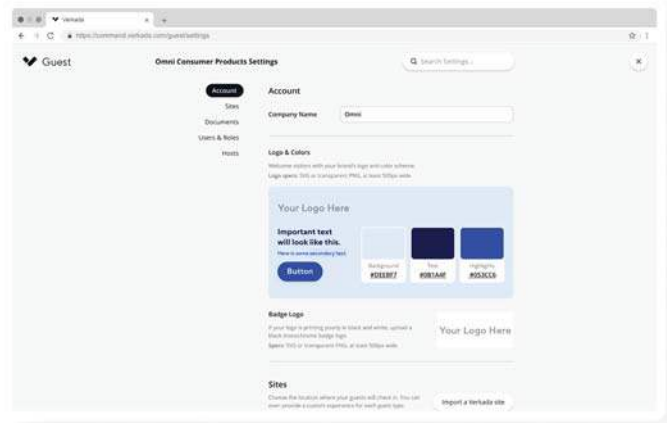 Verkada
https://command.verkada.com/guest/settings
Guest
Omni Consumer Products Settings
Search Settings...
Account
Sites
Documents
Users & Roles
Hosts
Account
Company Name
Omni
Logo & Colors
Welcome visitors with your brand's logo and color scheme.
Logo specs: SVG or transparent PNG, at least 500px wide.
Your Logo Here
Important text
will look like this.
Here is some secondary text.
Button
Background
#DEEBF7
Text
#0B1A4F
Highlights
#053CC6
Badge Logo
If your logo is printing poorly in black and white, upload a
black monochrome badge logo.
Specs: SVG or transparent PNG, at least 500px wide.
Your Logo Here
Sites
Choose the location where your guests will check in. You can
even provide a custom experience for each guest type.
Import a Verkada site